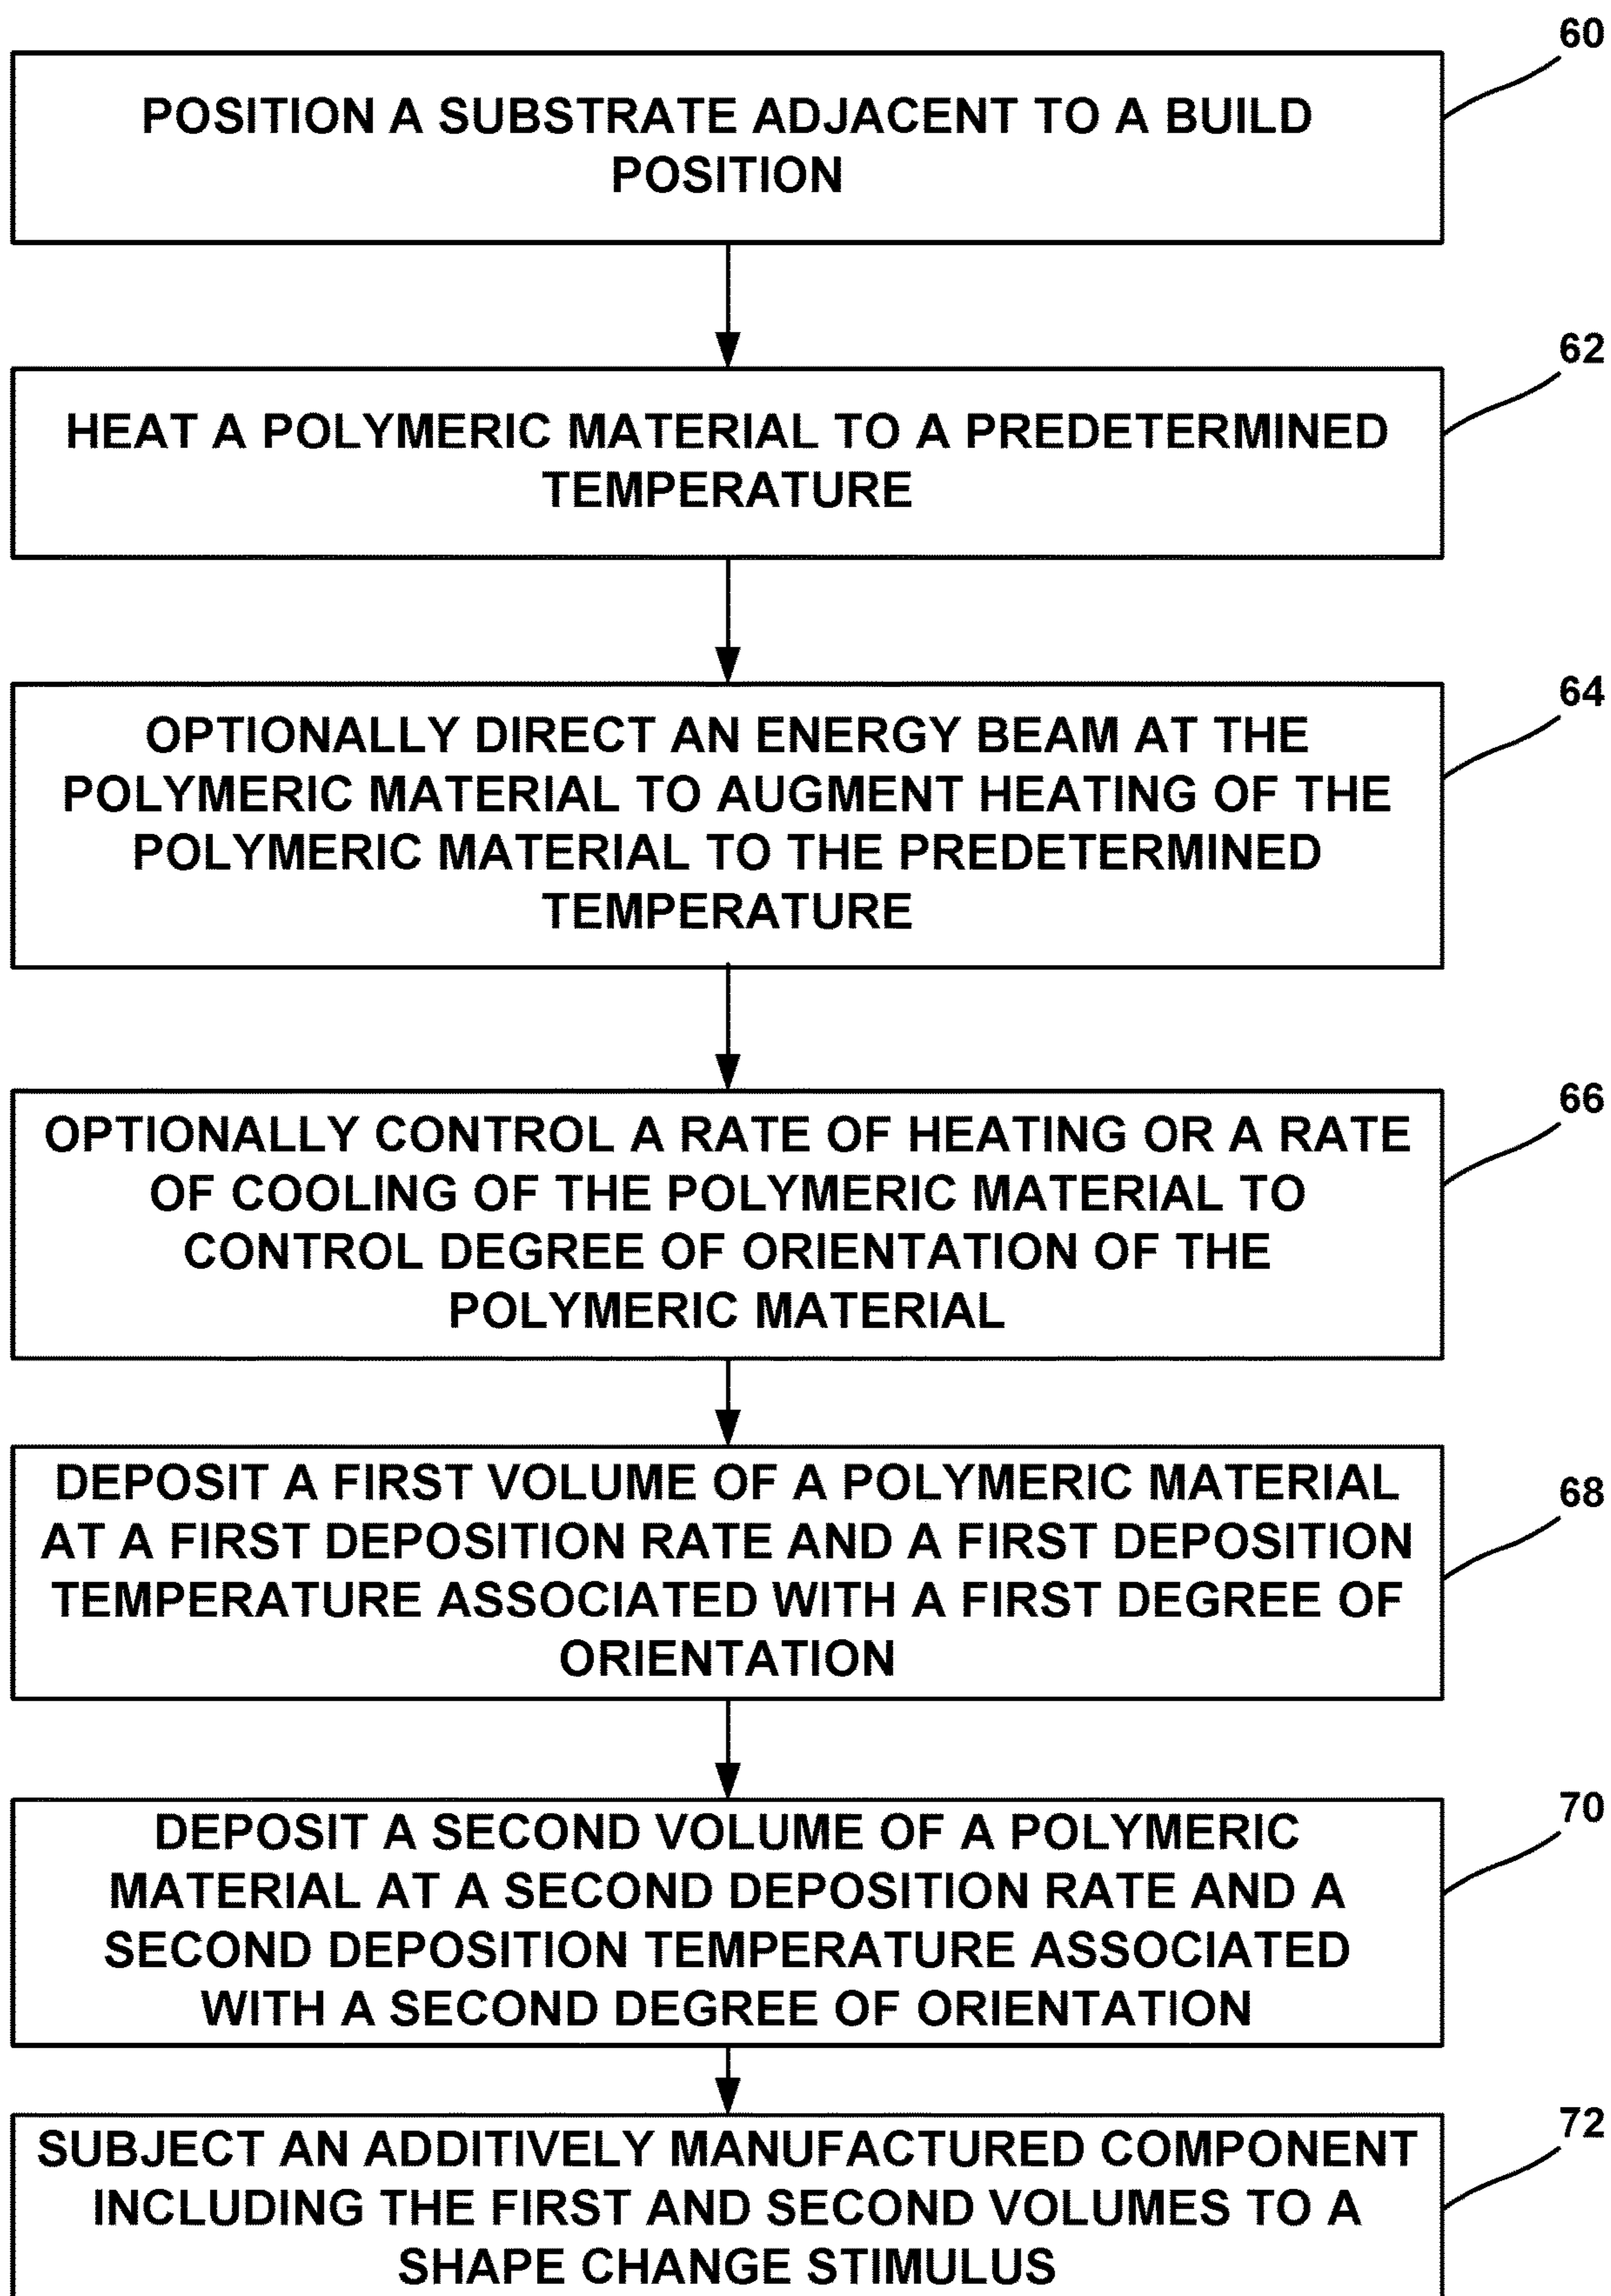 60
POSITION A SUBSTRATE ADJACENT TO A BUILD
POSITION
62
HEAT A POLYMERIC MATERIAL TO A PREDETERMINED
TEMPERATURE
64
OPTIONALLY DIRECT AN ENERGY BEAM AT THE
POLYMERIC MATERIAL TO AUGMENT HEATING OF THE
POLYMERIC MATERIAL TO THE PREDETERMINED
TEMPERATURE
66
OPTIONALLY CONTROL A RATE OF HEATING OR A RATE
OF COOLING OF THE POLYMERIC MATERIAL TO
CONTROL DEGREE OF ORIENTATION OF THE
POLYMERIC MATERIAL
68
DEPOSIT A FIRST VOLUME OF A POLYMERIC MATERIAL
AT A FIRST DEPOSITION RATE AND A FIRST DEPOSITION
TEMPERATURE ASSOCIATED WITH A FIRST DEGREE OF
ORIENTATION
70
DEPOSIT A SECOND VOLUME OF A POLYMERIC
MATERIAL AT A SECOND DEPOSITION RATE AND A
SECOND DEPOSITION TEMPERATURE ASSOCIATED
WITH A SECOND DEGREE OF ORIENTATION
72
SUBJECT AN ADDITIVELY MANUFACTURED COMPONENT
INCLUDING THE FIRST AND SECOND VOLUMES TO A
SHAPE CHANGE STIMULUS